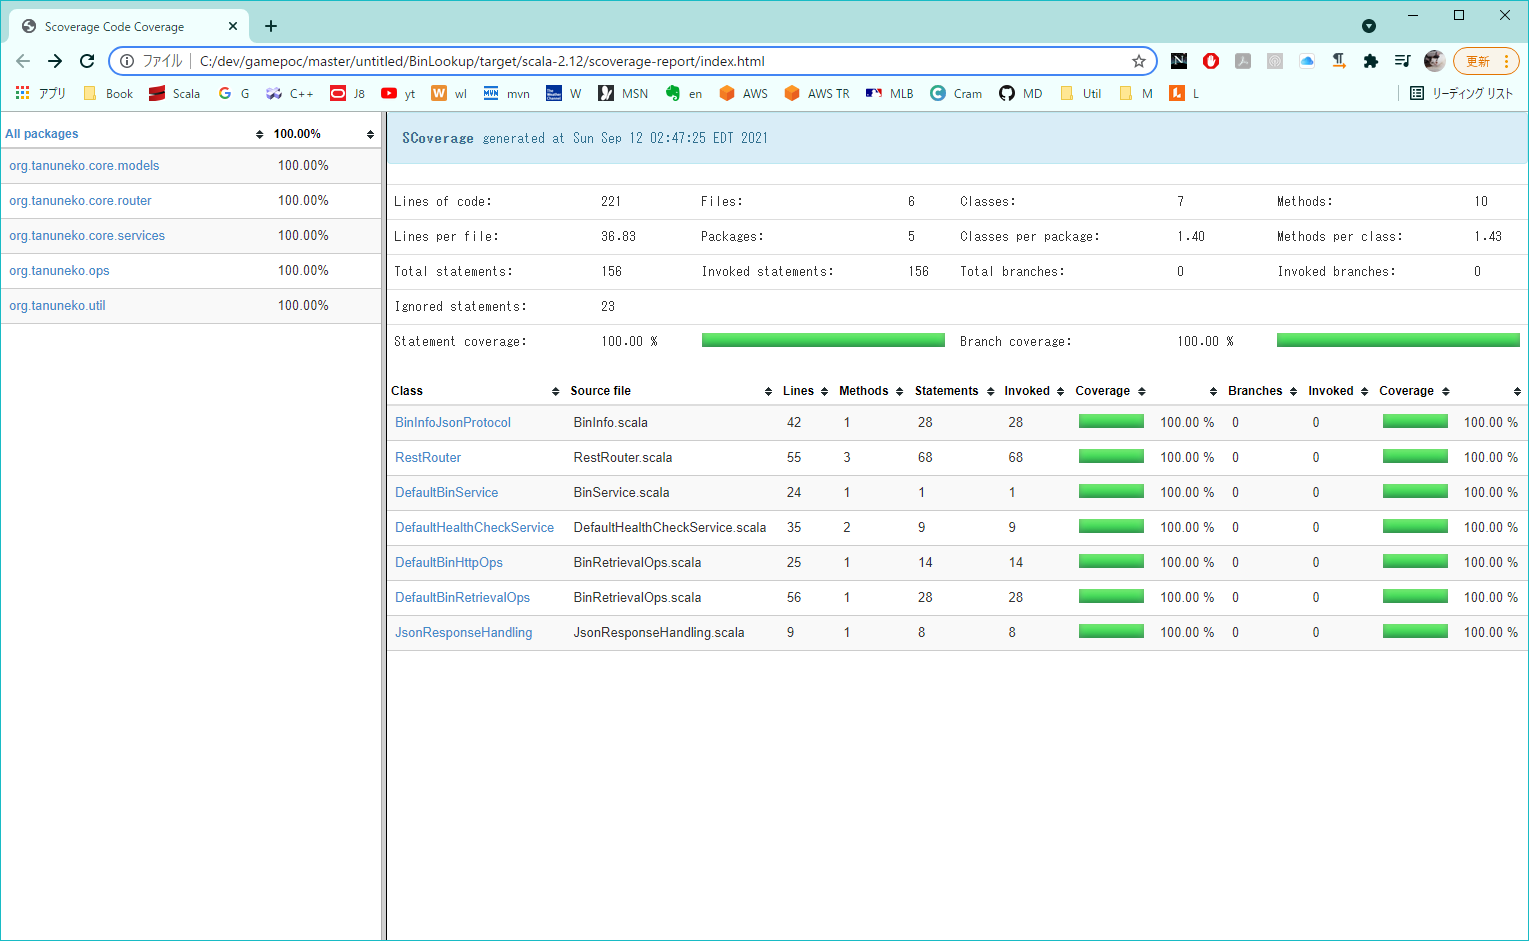 Scoverage Code Coverage
ファイル C:/dev/gamepoc/master/untitled/BinLookup/target/scala-2.12/scoverage-report/index.html 更新
アプリ Book Scala G C++ J8 yt wl mvn W MSN en AWS AWS TR MLB Cram MD Util M L リーディング リスト
All packages 100.00%
org.tanuneko.core.models 100.00%
org.tanuneko.core.router 100.00%
org.tanuneko.core.services 100.00%
org.tanuneko.ops 100.00%
org.tanuneko.util 100.00%
SCoverage generated at Sun Sep 12 02:47:25 EDT 2021
Lines of code: 221 Files: 6 Classes: 7 Methods: 10
Lines per file: 36.83 Packages: 5 Classes per package: 1.40 Methods per class: 1.43
Total statements: 156 Invoked statements: 156 Total branches: 0 Invoked branches: 0
Ignored statements: 23
Statement coverage: 100.00 % Branch coverage: 100.00 %
Class Source file Lines Methods Statements Invoked Coverage Branches Invoked Coverage
BinInfoJsonProtocol BinInfo.scala 42 1 28 28 100.00 % 0 0 100.00 %
RestRouter RestRouter.scala 55 3 68 68 100.00 % 0 0 100.00 %
DefaultBinService BinService.scala 24 1 1 1 100.00 % 0 0 100.00 %
DefaultHealthCheckService DefaultHealthCheckService.scala 35 2 9 9 100.00 % 0 0 100.00 %
DefaultBinHttpOps BinRetrievalOps.scala 25 1 14 14 100.00 % 0 0 100.00 %
DefaultBinRetrievalOps BinRetrievalOps.scala 56 1 28 28 100.00 % 0 0 100.00 %
JsonResponseHandling JsonResponseHandling.scala 9 1 8 8 100.00 % 0 0 100.00 %